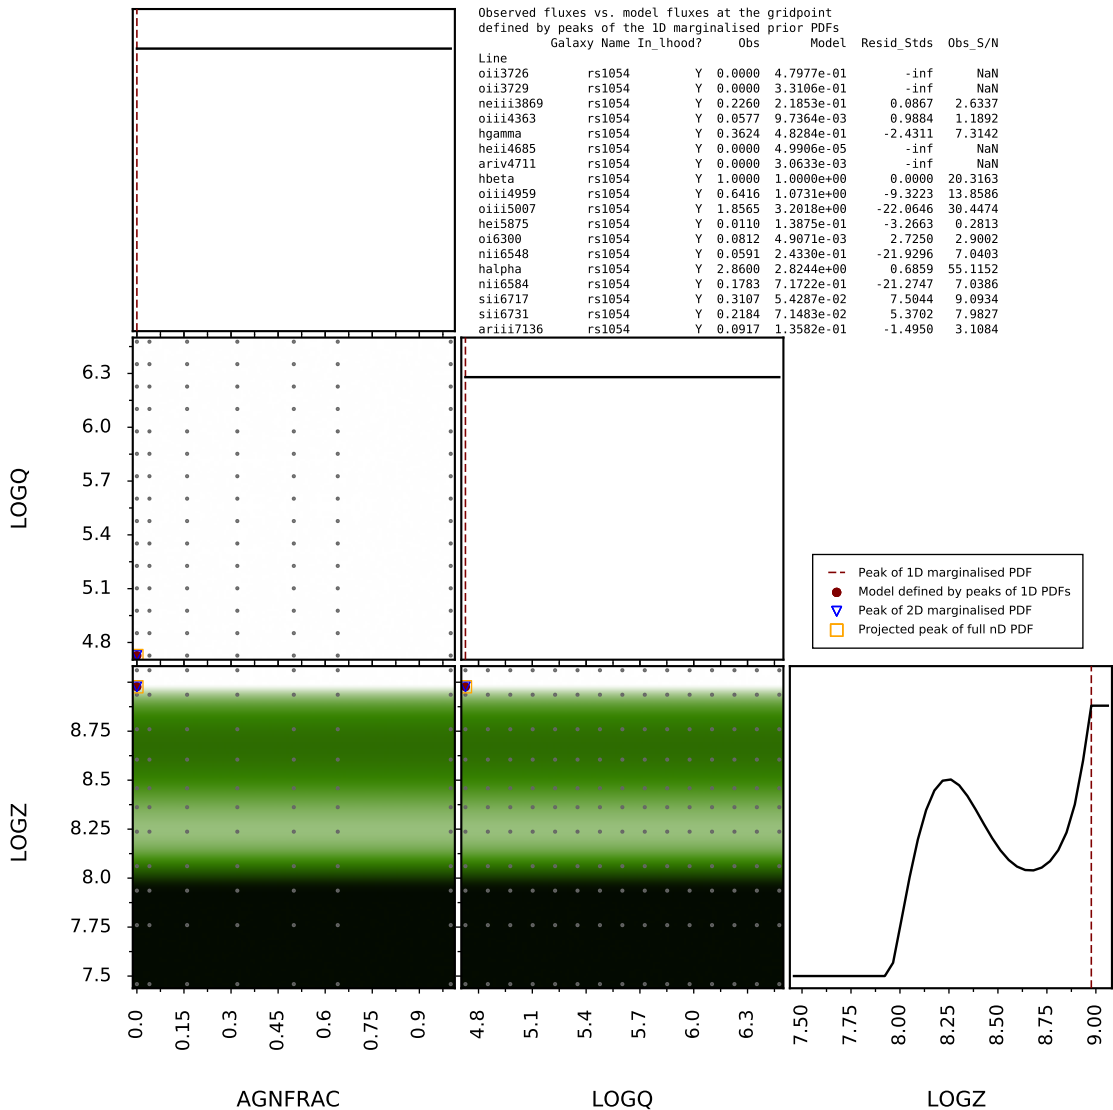 Observed fluxes vs. model fluxes at the gridpoint
defined by peaks of the 1D marginalised prior PDFs
Galaxy Name In_lhood? Obs Model Resid_Stds Obs_S/N
Line
oii3726 rs1054 Y 0.0000 4.7977e-01 -inf NaN
oii3729 rs1054 Y 0.0000 3.3106e-01 -inf NaN
neiii3869 rs1054 Y 0.2260 2.1853e-01 0.0867 2.6337
oiii4363 rs1054 Y 0.0577 9.7364e-03 0.9884 1.1892
hgamma rs1054 Y 0.3624 4.8284e-01 -2.4311 7.3142
heii4685 rs1054 Y 0.0000 4.9906e-05 -inf NaN
ariv4711 rs1054 Y 0.0000 3.0633e-03 -inf NaN
hbeta rs1054 Y 1.0000 1.0000e+00 0.0000 20.3163
oiii4959 rs1054 Y 0.6416 1.0731e+00 -9.3223 13.8586
oiii5007 rs1054 Y 1.8565 3.2018e+00 -22.0646 30.4474
hei5875 rs1054 Y 0.0110 1.3875e-01 -3.2663 0.2813
oi6300 rs1054 Y 0.0812 4.9071e-03 2.7250 2.9002
nii6548 rs1054 Y 0.0591 2.4330e-01 -21.9296 7.0403
halpha rs1054 Y 2.8600 2.8244e+00 0.6859 55.1152
nii6584 rs1054 Y 0.1783 7.1722e-01 -21.2747 7.0386
sii6717 rs1054 Y 0.3107 5.4287e-02 7.5044 9.0934
sii6731 rs1054 Y 0.2184 7.1483e-02 5.3702 7.9827
ariii7136 rs1054 Y 0.0917 1.3582e-01 -1.4950 3.1084
6.3
6.0
5.7
5.4
5.1
4.8
LOGQ
Peak of 1D marginalised PDF
Model defined by peaks of 1D PDFs
Peak of 2D marginalised PDF
Projected peak of full nD PDF
8.75
8.5
8.25
8.0
7.75
7.5
LOGZ
0.0 0.15 0.3 0.45 0.6 0.75 0.9
4.8 5.1 5.4 5.7 6.0 6.3
7.50 7.75 8.00 8.25 8.50 8.75 9.00
AGNFRAC LOGQ LOGZ